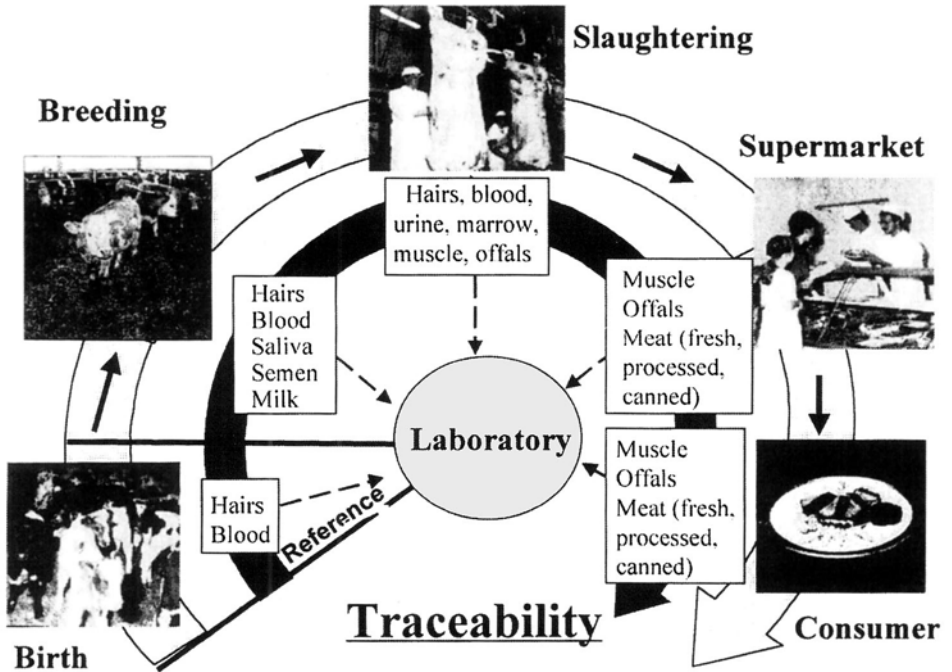 Slaughtering
Breeding
Supermarket
Hairs, blood,
urine, marrow,
muscle, offals
Hairs
Blood
Saliva
Semen
Milk
Muscle
Offals
Meat (fresh,
processed,
canned)
Laboratory
Hairs
Blood
Reference
Muscle
Offals
Meat (fresh,
processed,
canned)
Traceability
Birth
Consumer